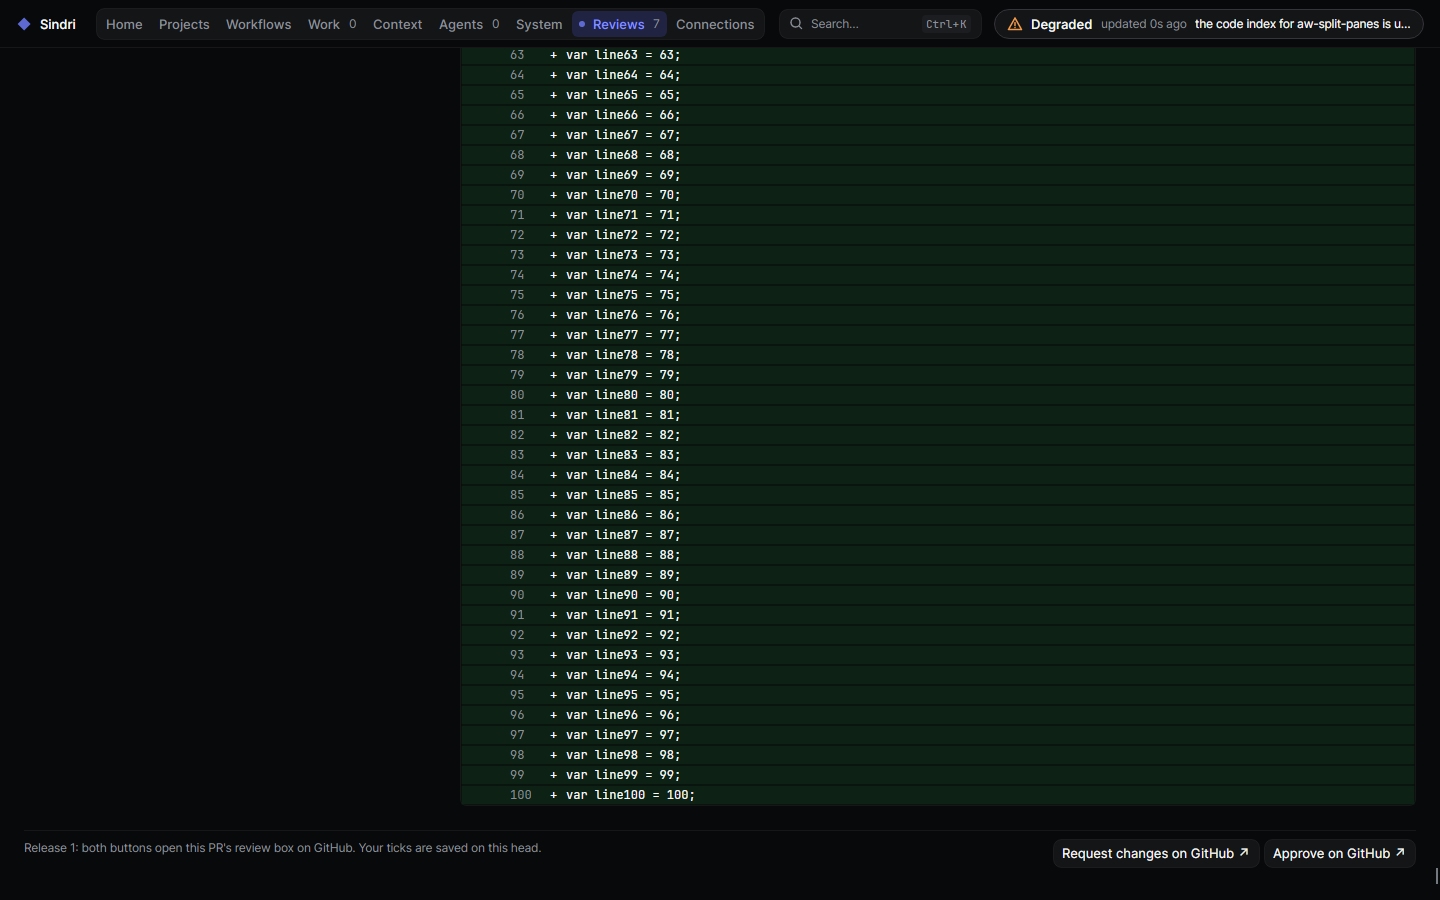 Sindri Home Projects Workflows Work 0 Context Agents 0 System Reviews 7 Connections Search... Ctrl+K Degraded updated 0s ago the code index for aw-split-panes is u...
63 + var line63 = 63;
64 + var line64 = 64;
65 + var line65 = 65;
66 + var line66 = 66;
67 + var line67 = 67;
68 + var line68 = 68;
69 + var line69 = 69;
70 + var line70 = 70;
71 + var line71 = 71;
72 + var line72 = 72;
73 + var line73 = 73;
74 + var line74 = 74;
75 + var line75 = 75;
76 + var line76 = 76;
77 + var line77 = 77;
78 + var line78 = 78;
79 + var line79 = 79;
80 + var line80 = 80;
81 + var line81 = 81;
82 + var line82 = 82;
83 + var line83 = 83;
84 + var line84 = 84;
85 + var line85 = 85;
86 + var line86 = 86;
87 + var line87 = 87;
88 + var line88 = 88;
89 + var line89 = 89;
90 + var line90 = 90;
91 + var line91 = 91;
92 + var line92 = 92;
93 + var line93 = 93;
94 + var line94 = 94;
95 + var line95 = 95;
96 + var line96 = 96;
97 + var line97 = 97;
98 + var line98 = 98;
99 + var line99 = 99;
100 + var line100 = 100;
Release 1: both buttons open this PR's review box on GitHub. Your ticks are saved on this head. Request changes on GitHub ↗ Approve on GitHub ↗